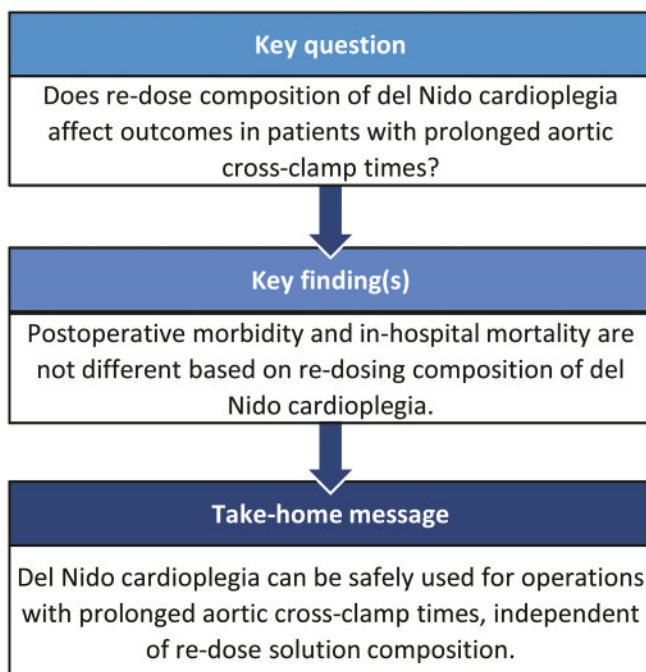 Key question
Does re-dose composition of del Nido cardioplegia
affect outcomes in patients with prolonged aortic
cross-clamp times?
Key finding(s)
Postoperative morbidity and in-hospital mortality are
not different based on re-dosing composition of del
Nido cardioplegia.
Take-home message
Del Nido cardioplegia can be safely used for operations
with prolonged aortic cross-clamp times, independent
of re-dose solution composition.